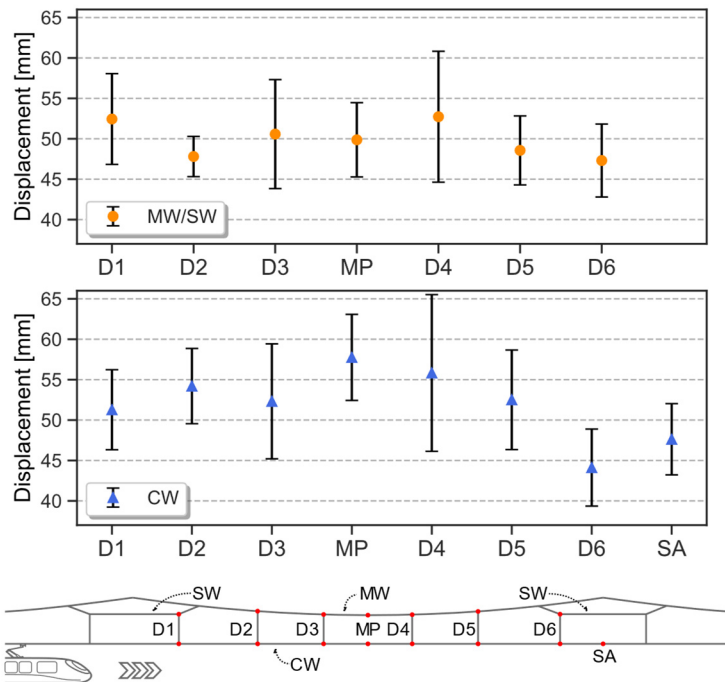 65
60
55
50
45
40
Displacement [mm]
MW/SW
D1 D2 D3 MP D4 D5 D6
65
60
55
50
45
40
Displacement [mm]
CW
D1 D2 D3 MP D4 D5 D6 SA
SW MW SW
D1 D2 D3 MP D4 D5 D6
CW SA